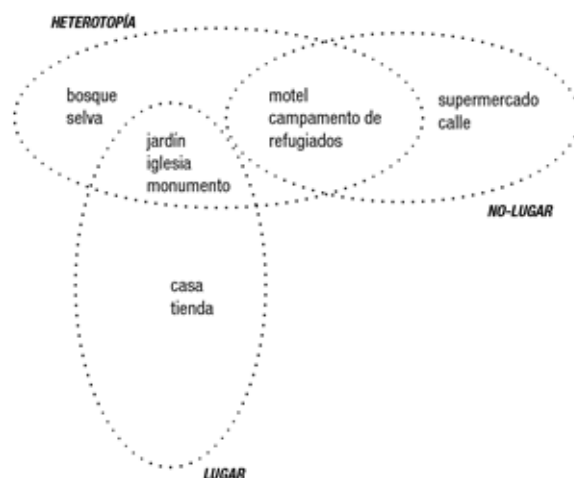 HETEROTOPÍA
bosque
selva
jardín
iglesia
monumento
motel
campamento de
refugiados
supermercado
calle
NO-LUGAR
casa
tienda
LUGAR